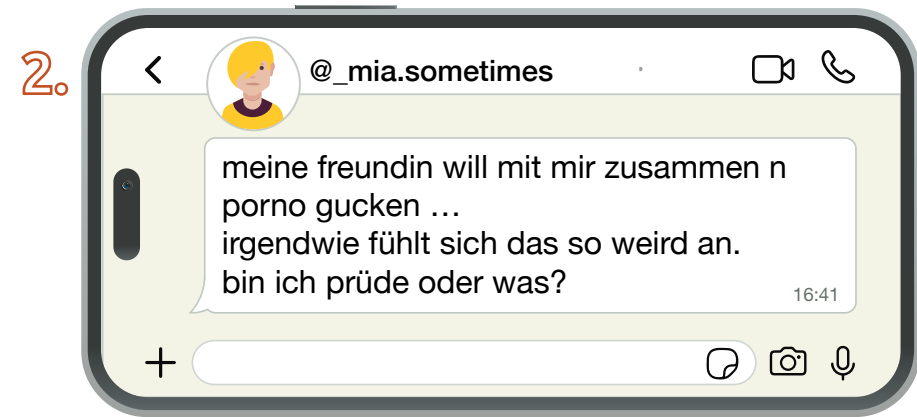 2.
@_mia.sometimes
meine freundin will mit mir zusammen n
porno gucken …
irgendwie fühlt sich das so weird an.
bin ich prüde oder was?
16:41